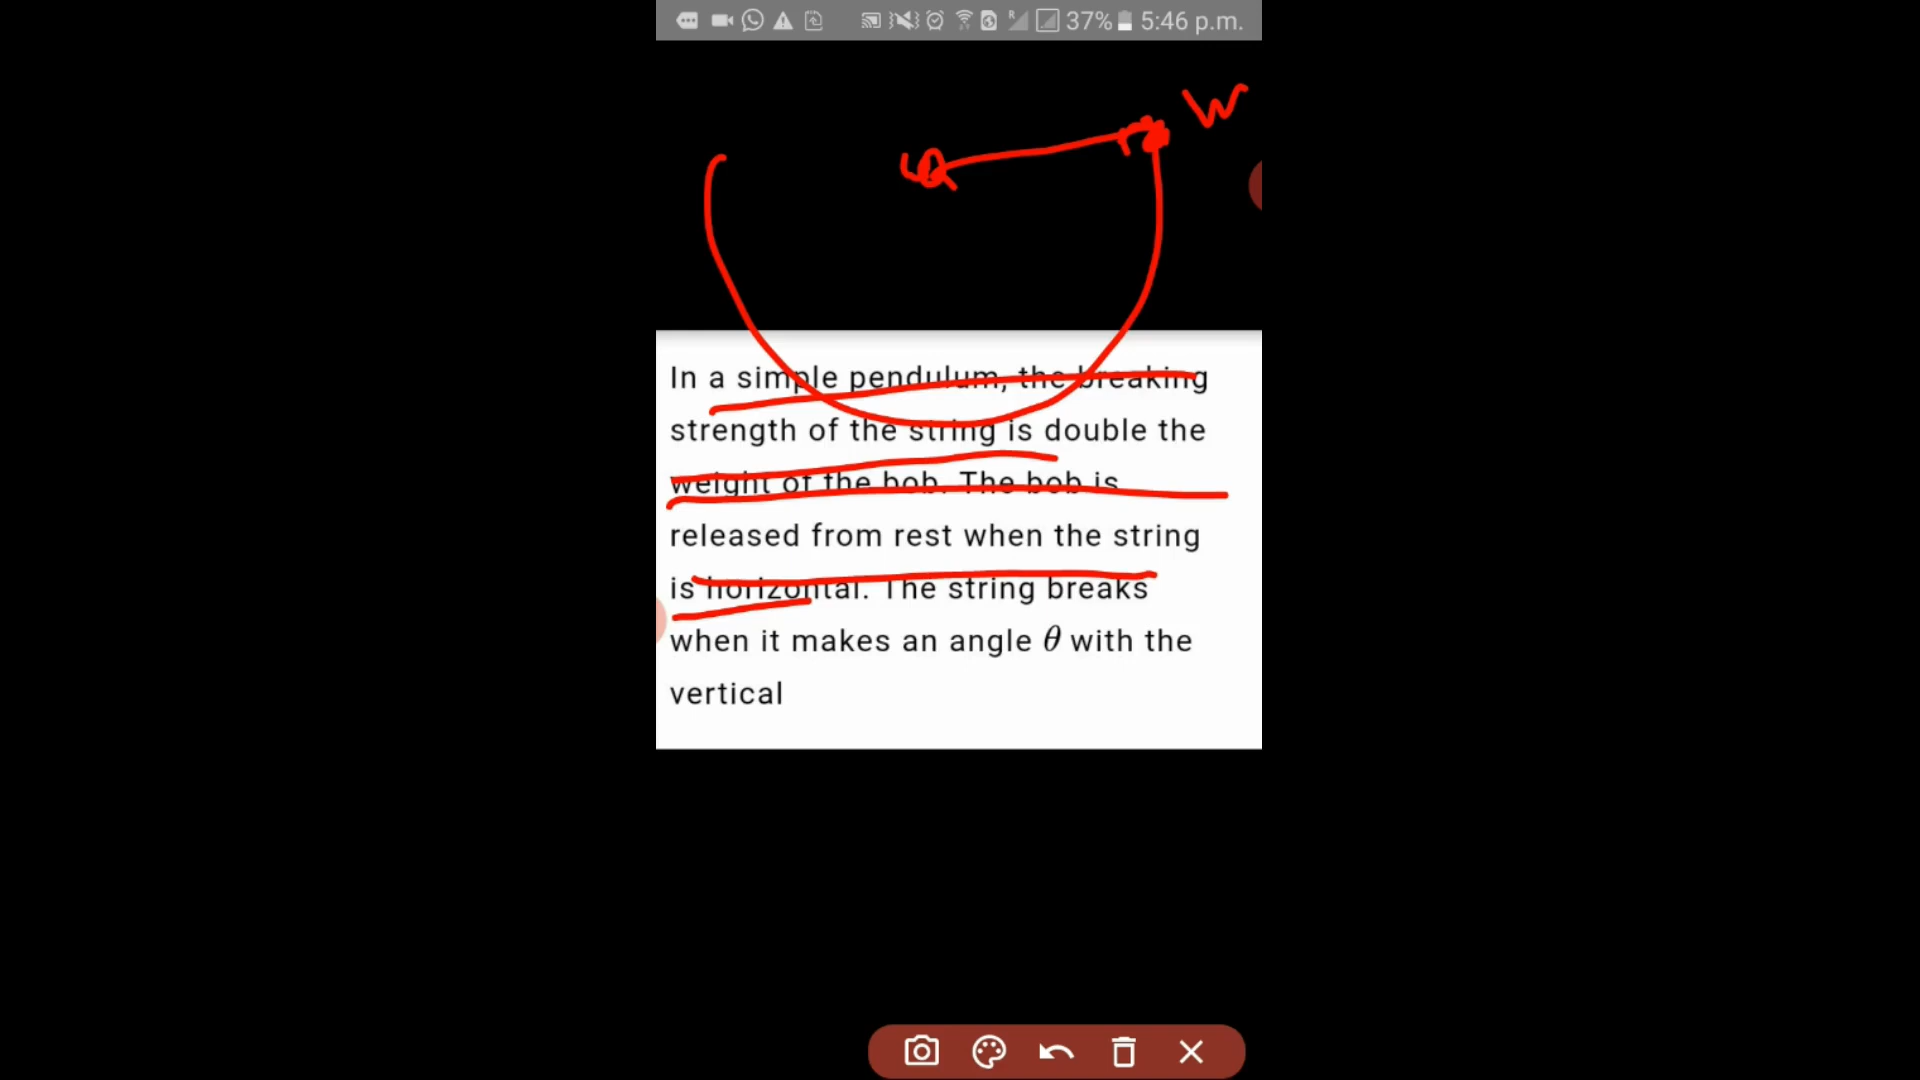 37% 5:46 p.m.
W
In a simple pendulum, the breaking
strength of the string is double the
weight of the bob. The bob is
released from rest when the string
is horizontal. The string breaks
when it makes an angle θ with the
vertical